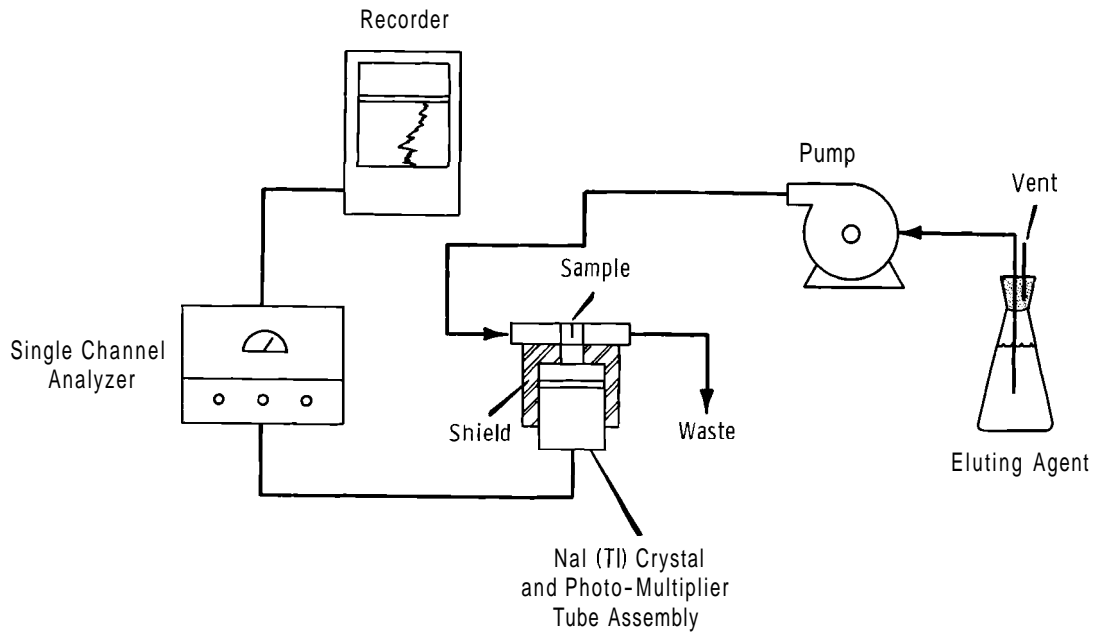 Recorder
Pump
Vent
Sample
Single Channel
Analyzer
Shield
Waste
Eluting Agent
NaI (Tl) Crystal
and Photo-Multiplier
Tube Assembly